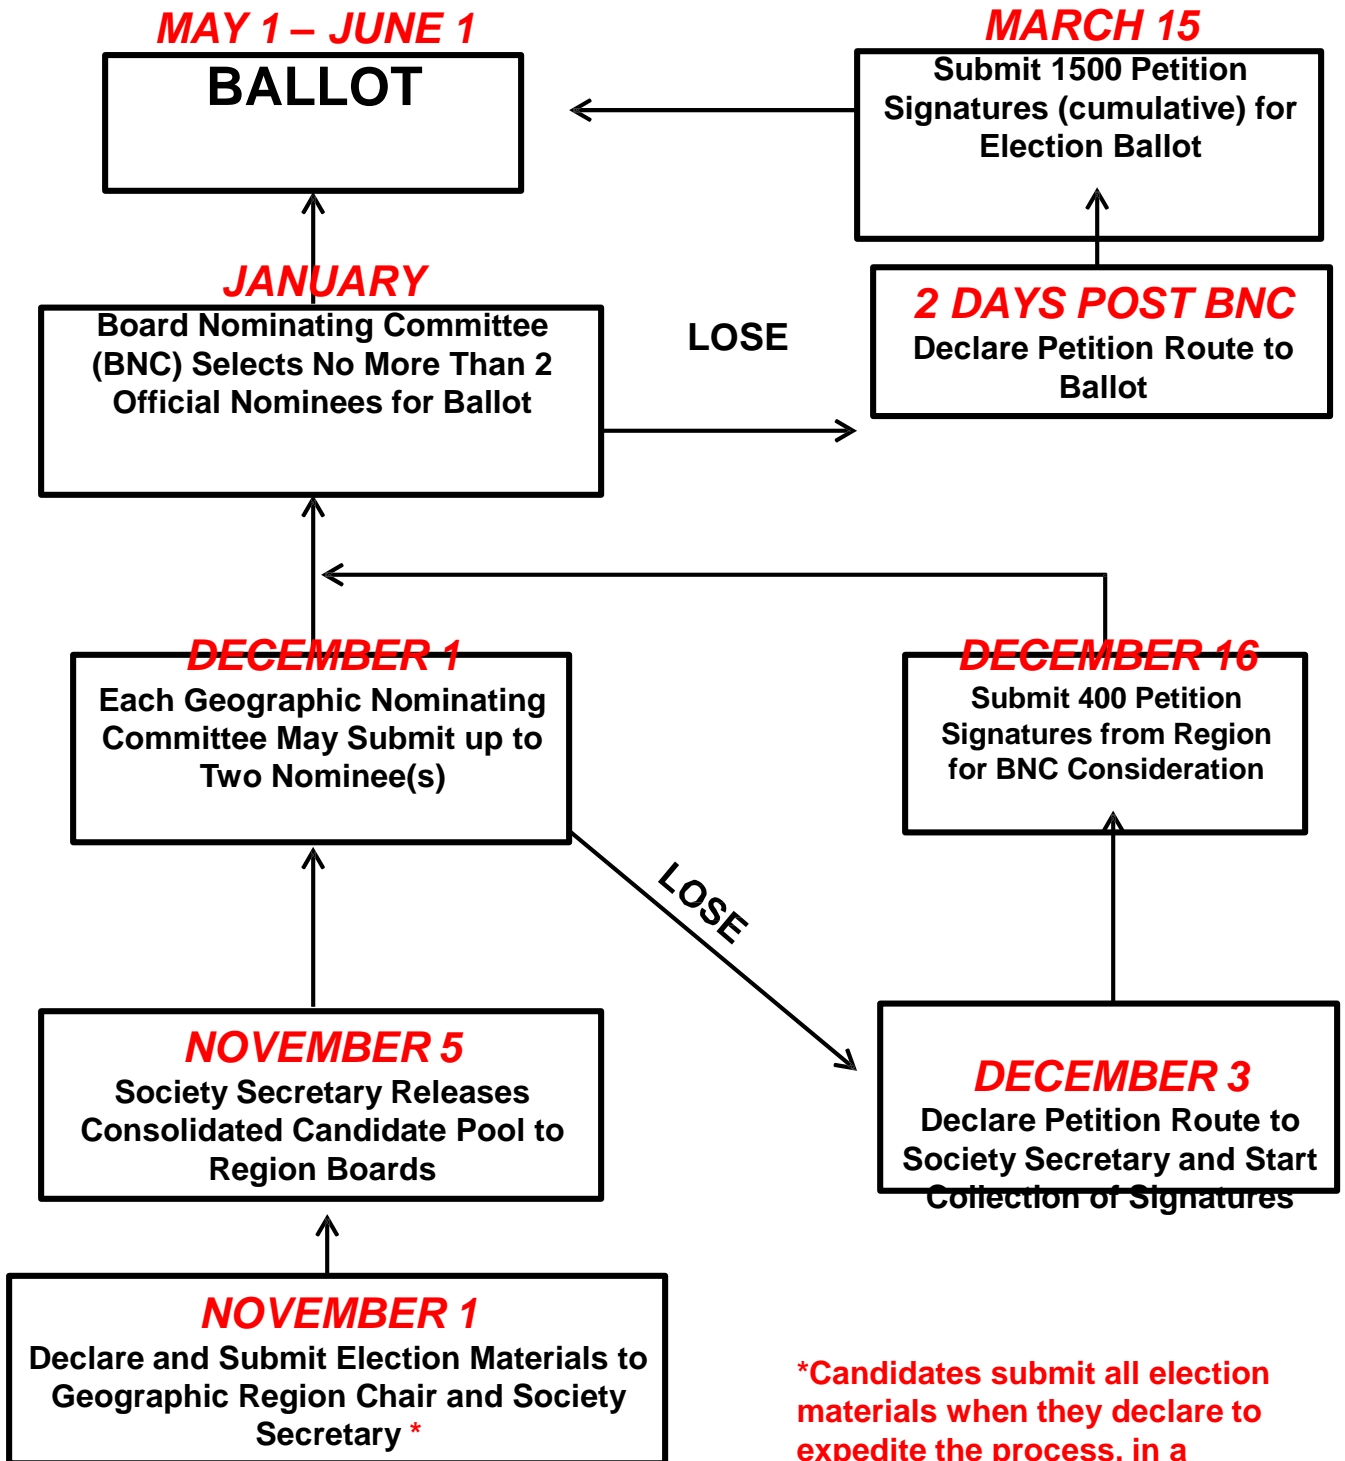 MAY 1 – JUNE 1
BALLOT
MARCH 15
Submit 1500 Petition
Signatures (cumulative) for
Election Ballot
JANUARY
Board Nominating Committee
(BNC) Selects No More Than 2
Official Nominees for Ballot
LOSE
2 DAYS POST BNC
Declare Petition Route to
Ballot
DECEMBER 1
Each Geographic Nominating
Committee May Submit up to
Two Nominee(s)
DECEMBER 16
Submit 400 Petition
Signatures from Region
for BNC Consideration
LOSE
NOVEMBER 5
Society Secretary Releases
Consolidated Candidate Pool to
Region Boards
DECEMBER 3
Declare Petition Route to
Society Secretary and Start
Collection of Signatures
NOVEMBER 1
Declare and Submit Election Materials to
Geographic Region Chair and Society
Secretary *
*Candidates submit all election
materials when they declare to
expedite the process, in a